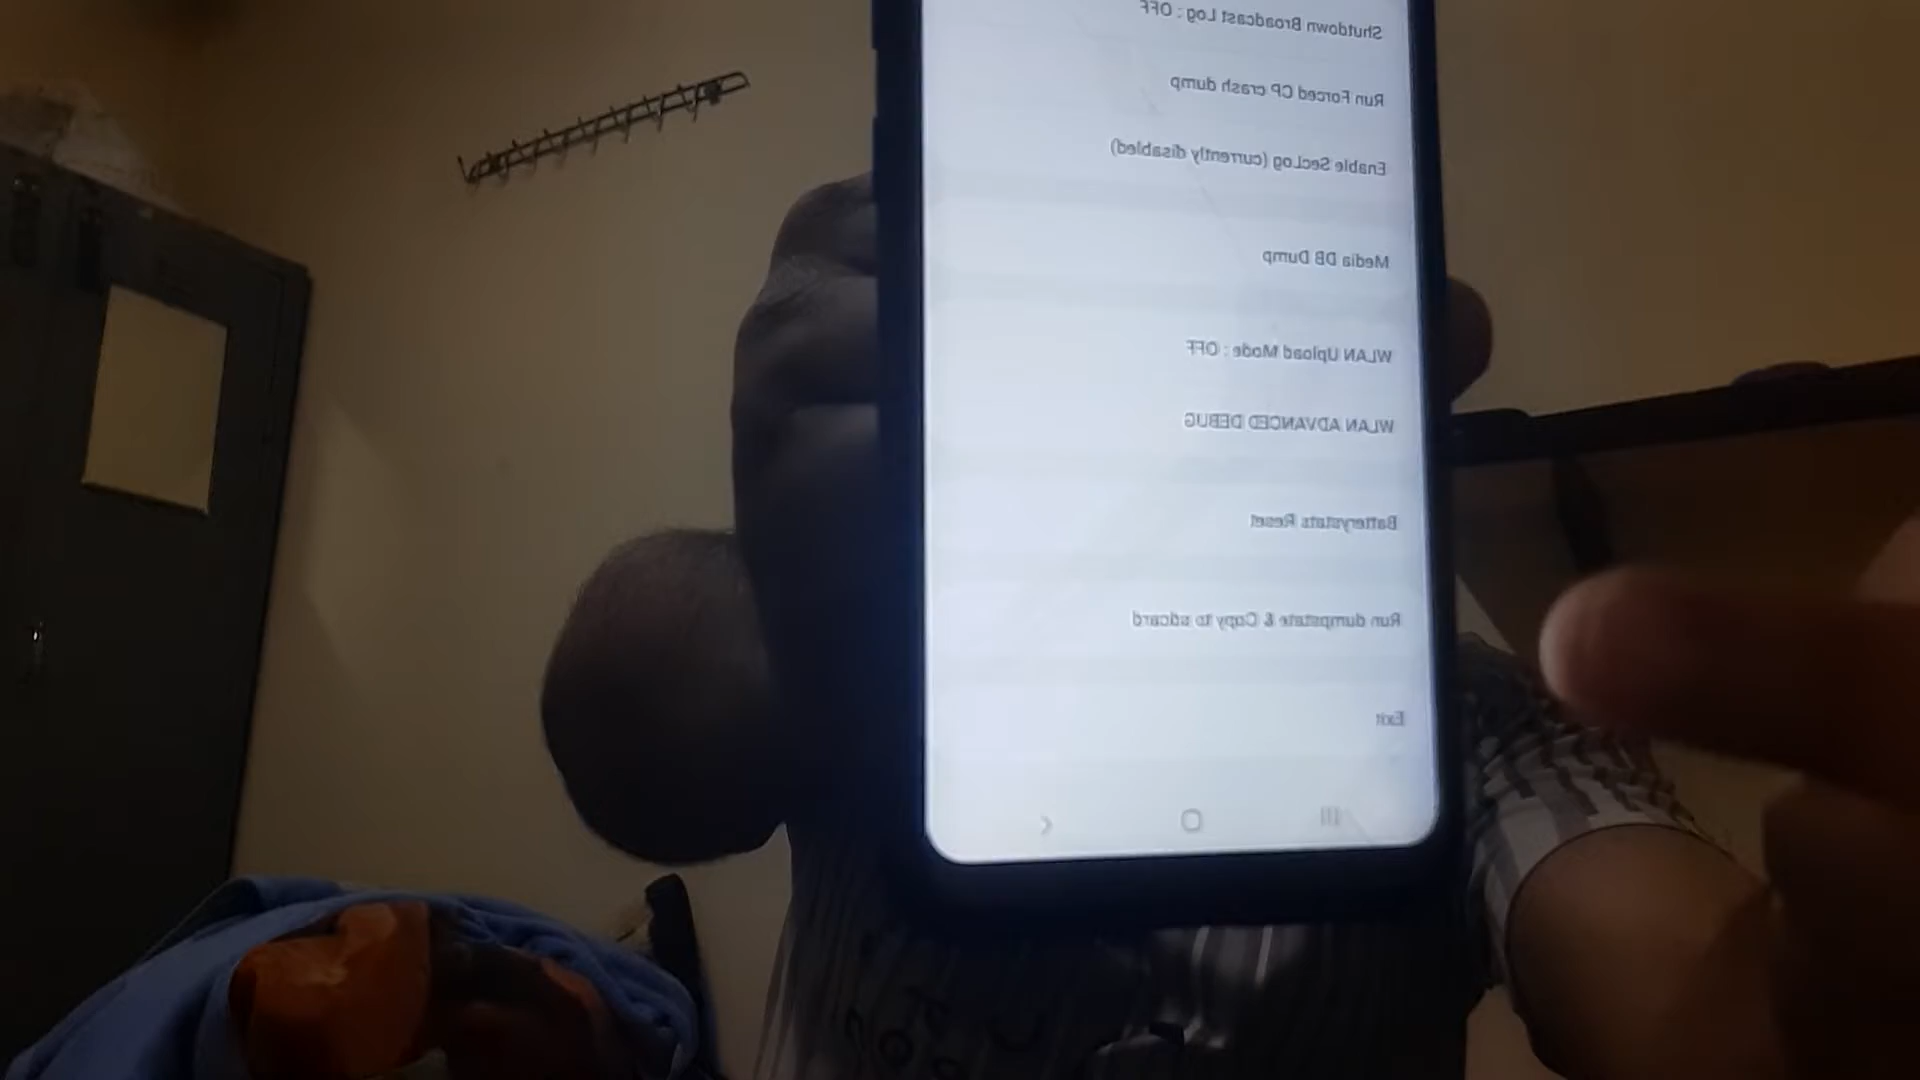 Shutdown Broadcast Log : OFF
Run Forced CP crash dump
Enable SecLog (currently disabled)
Media DB Dump
WLAN Upload Mode : OFF
WLAN ADVANCED DEBUG
Batterystats Reset
Run dumpstate & Copy to sdcard
Exit